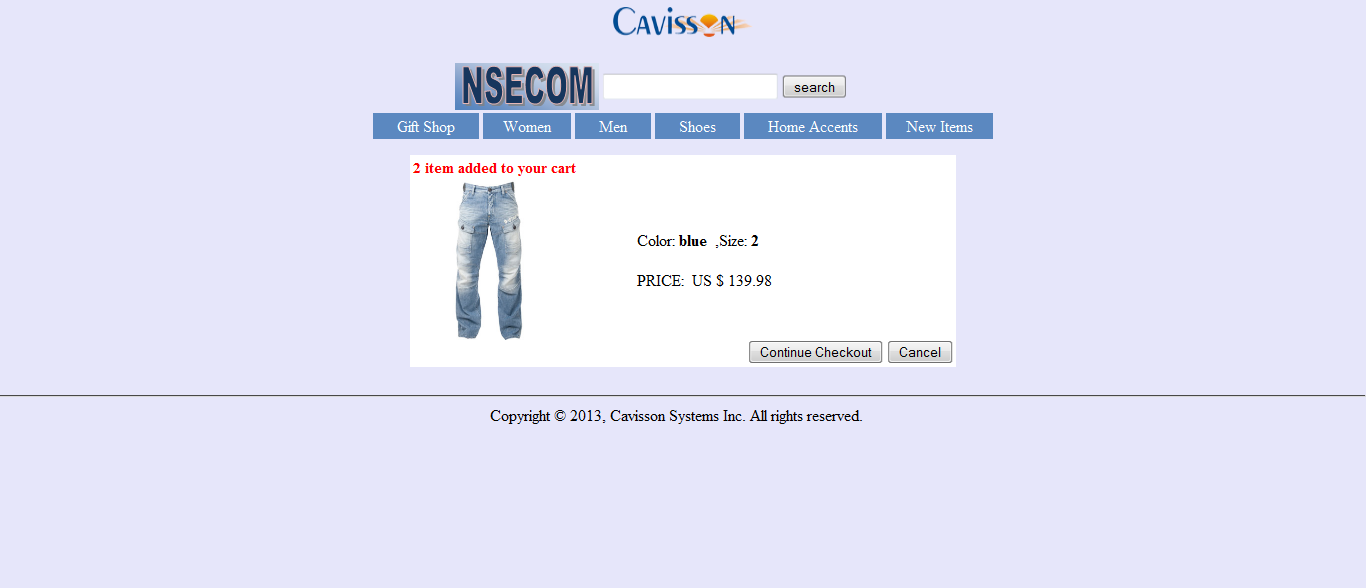 CAVISSON
NSECOM search
Gift Shop Women Men Shoes Home Accents New Items
2 item added to your cart
Color: blue ,Size: 2
PRICE: US $ 139.98
Continue Checkout Cancel
Copyright © 2013, Cavisson Systems Inc. All rights reserved.